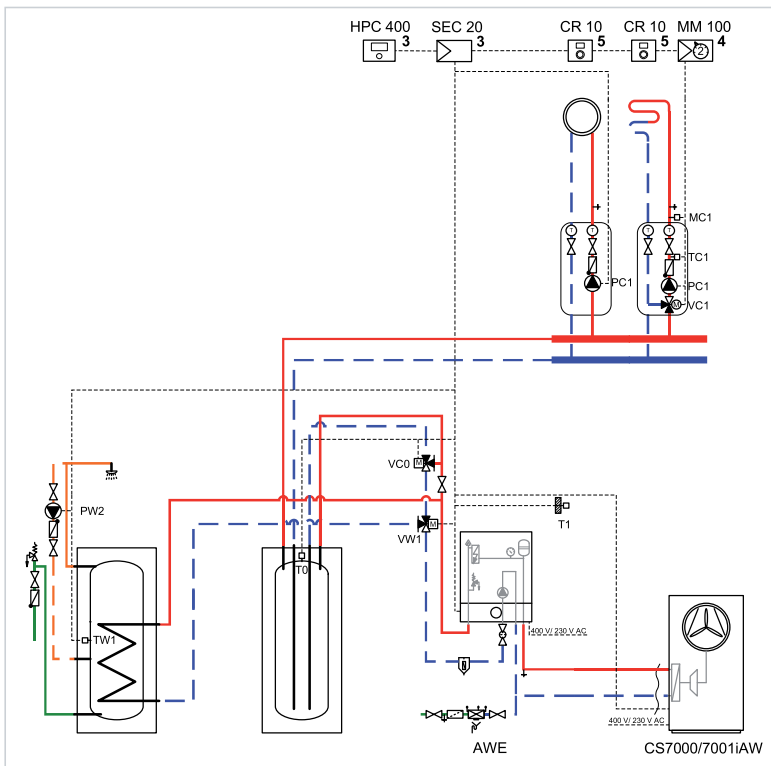 HPC 400 SEC 20 CR 10 CR 10 MM 100
3 3 5 5 4
2
MC1
T T T T
TC1
PC1 PC1
M VC1
VC0 M
PW2
T1
VW1 M
T0
400 V/ 230 V AC
TW1
N
400 V/ 230 V AC
AWE
CS7000/7001iAW